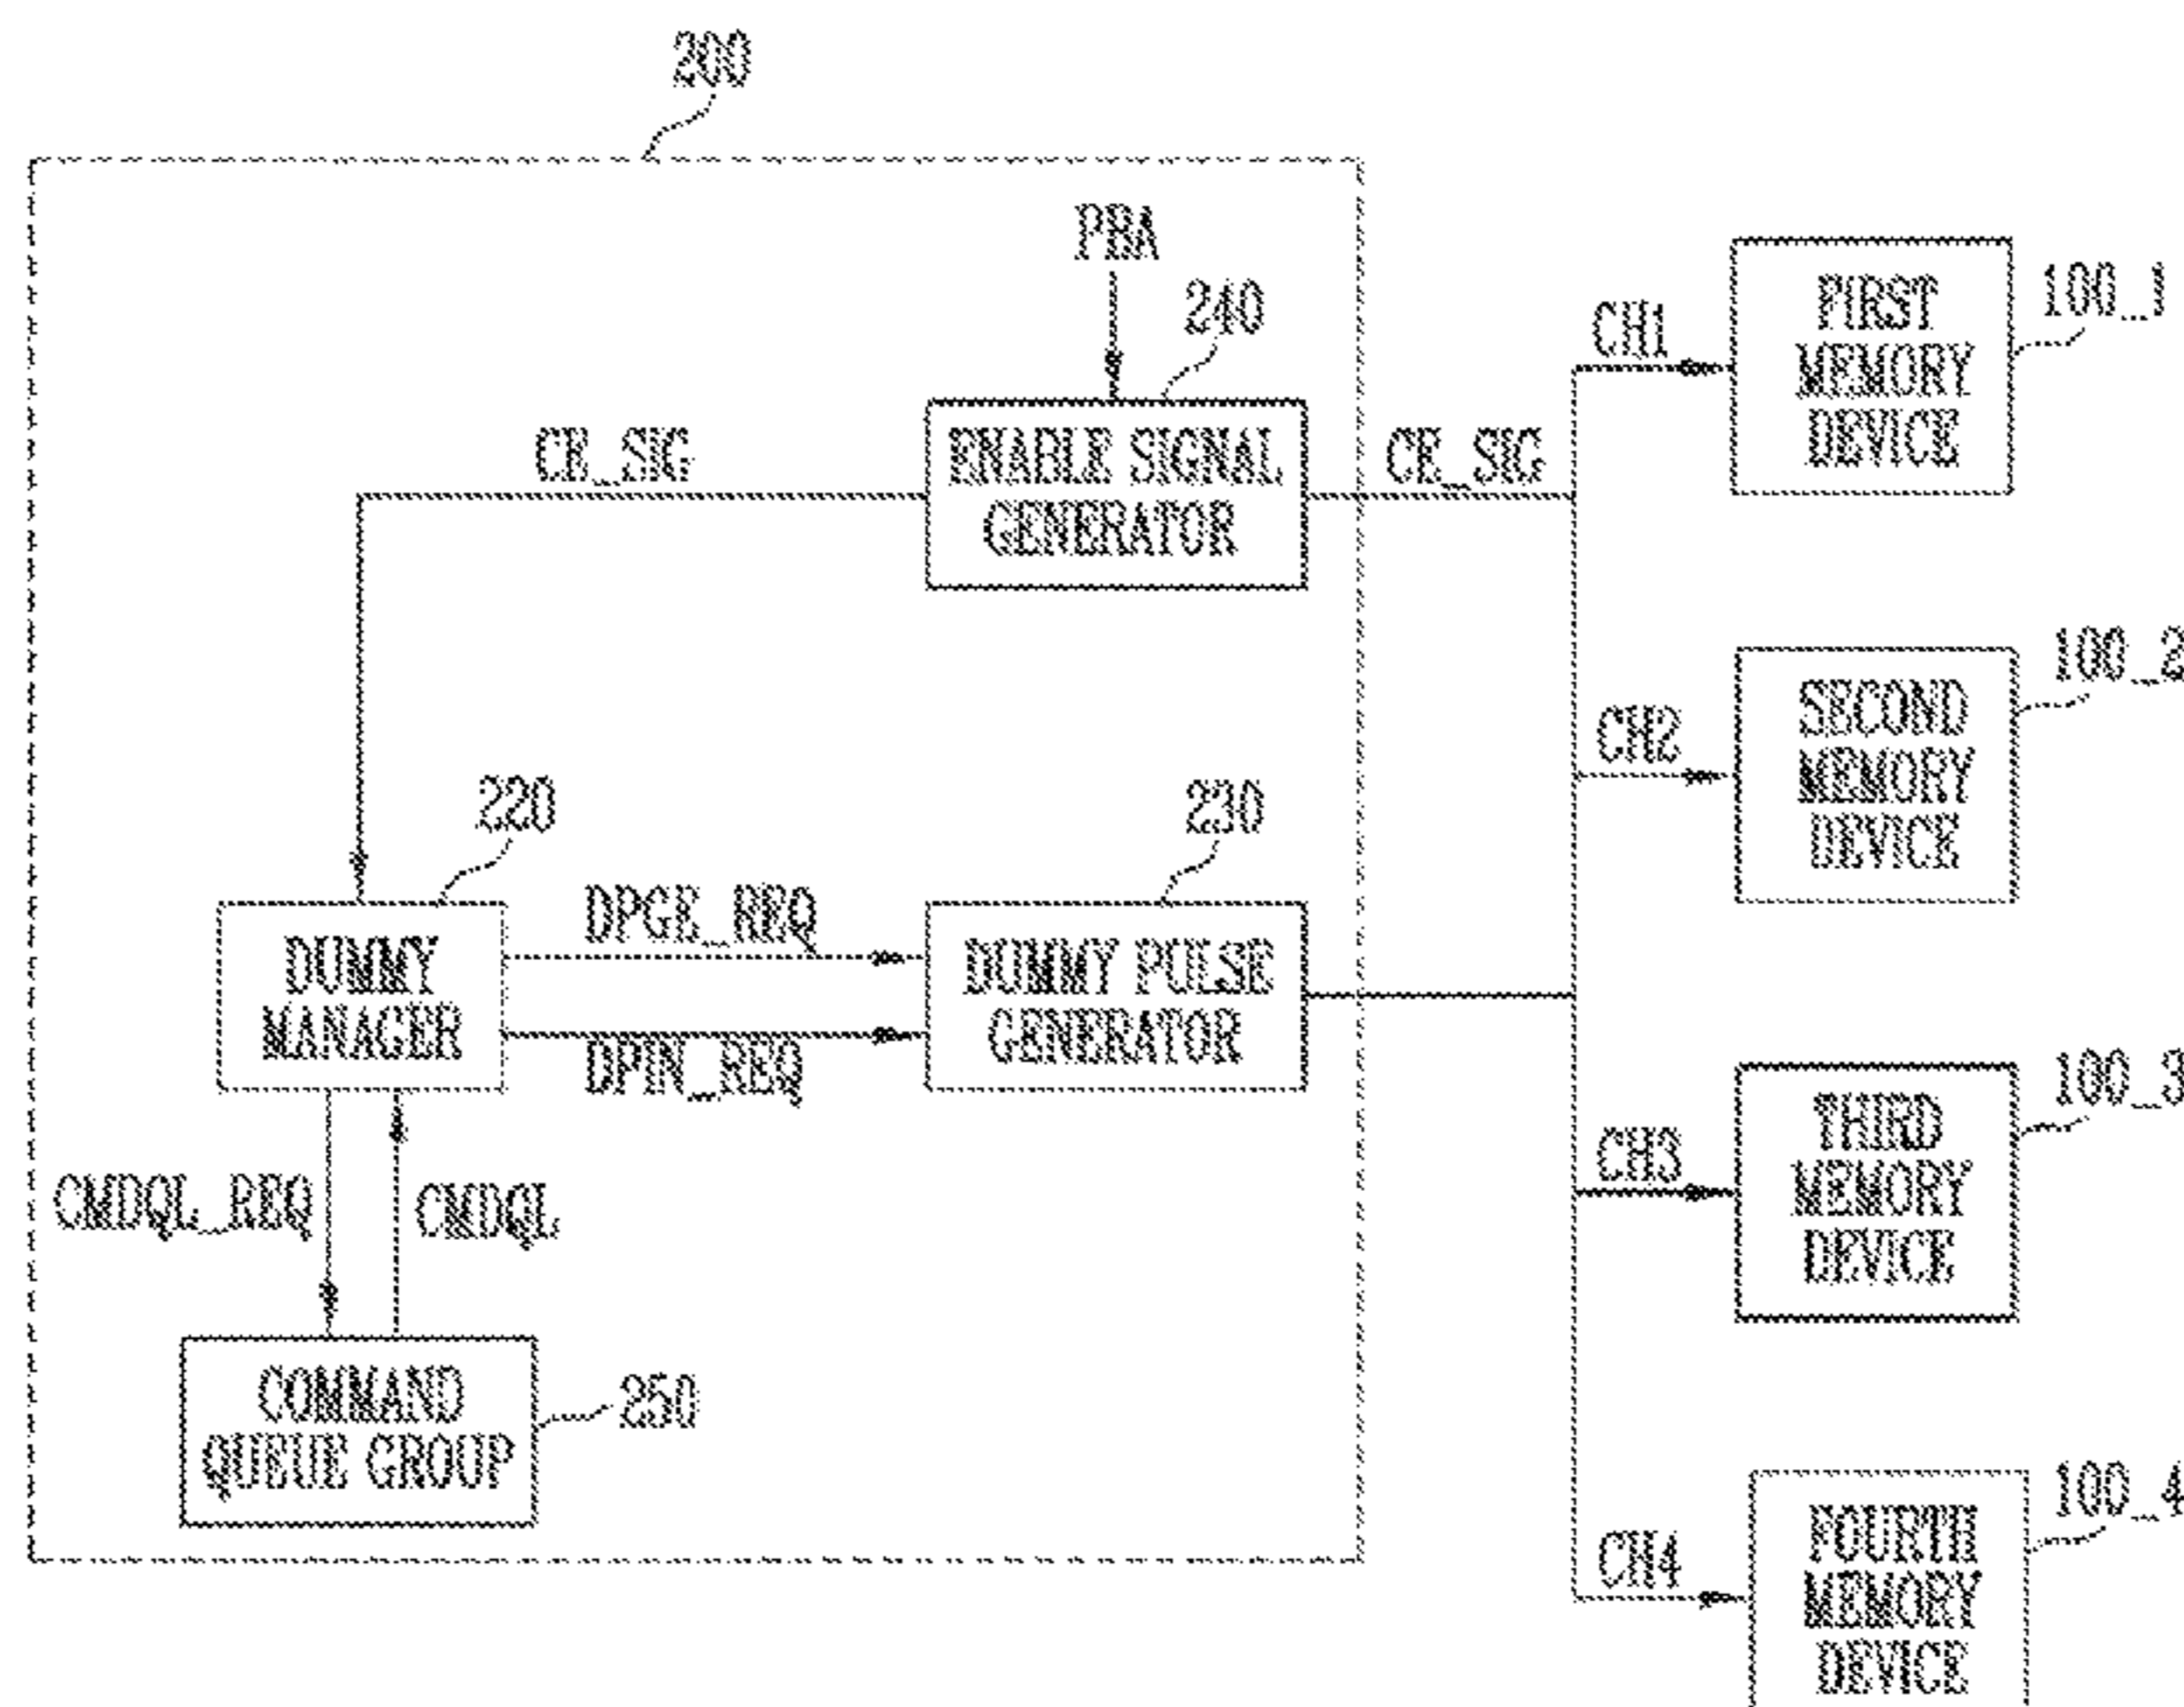 200
PBA
240
100_1
FIRST
MEMORY
DEVICE
CH1
CE_SIG
ENABLE SIGNAL
GENERATOR
CE_SIG
100_2
SECOND
MEMORY
DEVICE
CH2
220
230
DPGE_REQ
DUMMY
MANAGER
DUMMY PULSE
GENERATOR
DPIN_REQ
100_3
THIRD
MEMORY
DEVICE
CH3
CMDQL_REQ
CMDQL
COMMAND
QUEUE GROUP
250
100_4
FOURTH
MEMORY
DEVICE
CH4